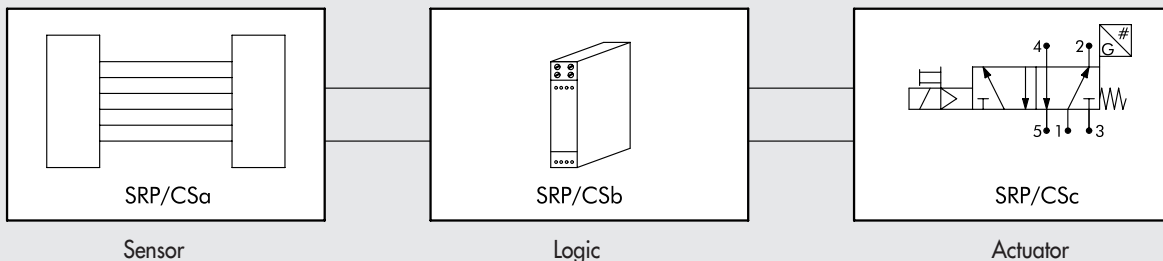 #
G
4 2
5 1 3
SRP/CSa
SRP/CSb
SRP/CSc
Sensor
Logic
Actuator